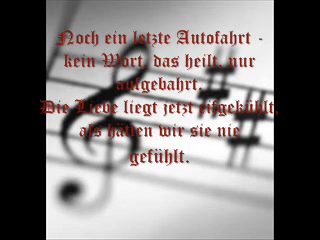 Noch ein letzte Autofahrt -
kein Wort, das heilt, nur
aufgebahrt.
Die Liebe liegt jetzt eisgekühlt,
als hätten wir sie nie
gefühlt.